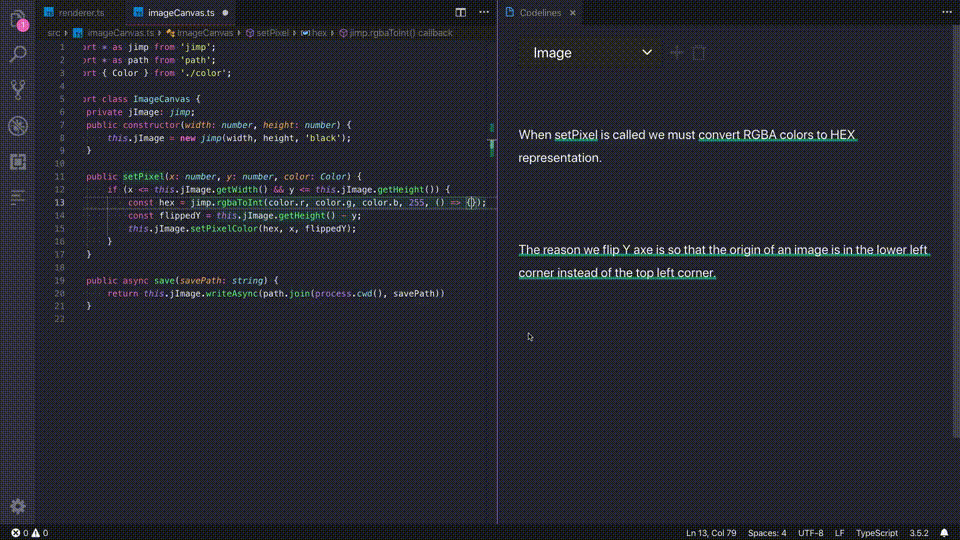 renderer.ts
imageCanvas.ts
Codelines
src > imageCanvas.ts > ImageCanvas > setPixel > hex > jimp.rgbaToInt() callback
1
1 ort * as jimp from 'jimp';
2 ort * as path from 'path';
3 ort { Color } from './color';
4
5 ort class ImageCanvas {
6 private jImage: jimp;
7 public constructor(width: number, height: number) {
8 this.jImage = new jimp(width, height, 'black');
9 }
10
11 public setPixel(x: number, y: number, color: Color) {
12 if (x <= this.jImage.getWidth() && y <= this.jImage.getHeight()) {
13 const hex = jimp.rgbaToInt(color.r, color.g, color.b, 255, () => {});
14 const flippedY = this.jImage.getHeight() - y;
15 this.jImage.setPixelColor(hex, x, flippedY);
16 }
17 }
18
19 public async save(savePath: string) {
20 return this.jImage.writeAsync(path.join(process.cwd(), savePath))
21 }
22
Image
When setPixel is called we must convert RGBA colors to HEX
representation.
The reason we flip Y axe is so that the origin of an image is in the lower left
corner instead of the top left corner.
0 0
Ln 13, Col 79 Spaces: 4 UTF-8 LF TypeScript 3.5.2